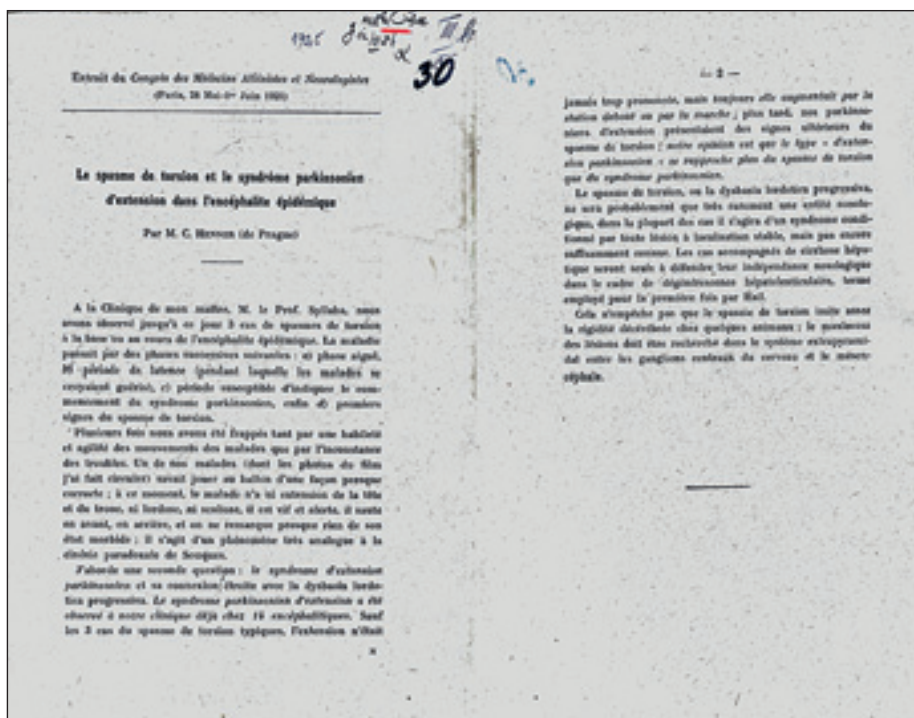 1925
30
Extrait du Congrès des Médecins Aliénistes et Neurologistes
(Paris, 28 Mai-1er Juin 1925)
Le spasme de torsion et le syndrôme parkinsonien
d'extension dans l'encéphalite épidémique
Par M. C. HENNER (de Prague)
A la Clinique de mon maître, M. le Prof. Syllaba, nous
avons observé jusqu'à ce jour 3 cas de spasmes de torsion
à la base ou au cours de l'encéphalite épidémique. La maladie
passait par des phases successives suivantes : a) phase aiguë,
b) période de latence (pendant laquelle les malades se
croyaient guéris), c) période susceptible d'indiquer le com-
mencement du syndrome parkinsonien, enfin d) premiers
signes du spasme de torsion.
Plusieurs fois nous avons été frappés tant par une habileté
et agilité des mouvements des malades que par l'inconstance
des troubles. Un de nos malades (dont les photos du film
j'ai fait circuler) savait jouer au ballon d'une façon presque
correcte ; à ce moment, le malade n'a ni extension de la tête
et du tronc, ni lordose, ni scoliose, il est vif et alerte, il saute
en avant, en arrière, et on ne remarque presque rien de son
état morbide ; il s'agit d'un phénomène très analogue à la
cinésie paradoxale de Souques.
J'aborde une seconde question : le syndrome d'extension
parkinsonien et sa connexion étroite avec la dysbasia lordo-
tica progressiva. Le syndrome parkinsonien d'extension a été
observé à notre clinique déjà chez 16 encéphalitiques. Sauf
les 3 cas du spasme de torsion typiques, l'extension n'était
— 2 —
jamais trop prononcée, mais toujours elle augmentait par la
station debout ou par la marche ; plus tard, nos parkinso-
niens d'extension présentaient des signes ultérieurs du
spasme de torsion ; notre opinion est que le type « d'exten-
sion parkinsonien » se rapproche plus du spasme de torsion
que du syndrome parkinsonien.
Le spasme de torsion, ou la dysbasia lordotica progressiva,
ne sera probablement que très rarement une entité nosolo-
gique, dans la plupart des cas il s'agira d'un syndrome condi-
tionné par toute lésion à localisation stable, mais pas encore
suffisamment connue. Les cas accompagnés de cirrhose hépa-
tique seront seuls à défendre leur indépendance nosologique
dans le cadre de dégénérescence hépatolenticulaire, terme
employé pour la première fois par Hall.
Cela n'empêche pas que le spasme de torsion imite assez
la rigidité décérébrée chez quelques animaux ; le maximum
des lésions doit être recherché dans le système extrapyrami-
dal entre les ganglions centraux du cerveau et le mésen-
céphale.